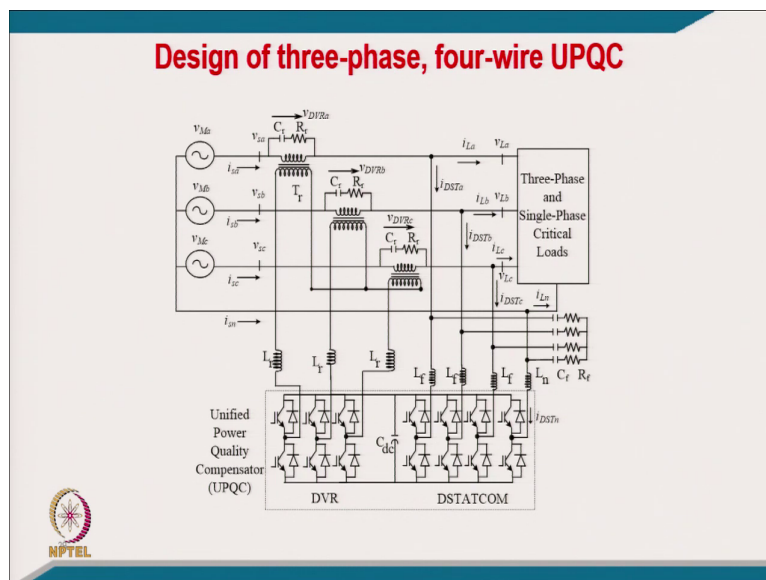 Design of three-phase, four-wire UPQC
v_Ma
v_sa
C_r R_r
v_DVRa
i_sa
T_r
i_La
v_La
i_DSTa
v_Mb
v_sb
C_r R_r
v_DVRb
i_sb
i_Lb
v_Lb
i_DSTb
v_Mc
v_sc
C_r R_r
v_DVRc
i_sc
i_Lc
v_Lc
i_DSTc
Three-Phase
and
Single-Phase
Critical
Loads
i_Ln
i_sn
L_r
L_r
L_r
L_f
L_f
L_f
L_n
C_f R_f
i_DSTn
Unified
Power
Quality
Compensator
(UPQC)
C_dc
DVR
DSTATCOM
NPTEL